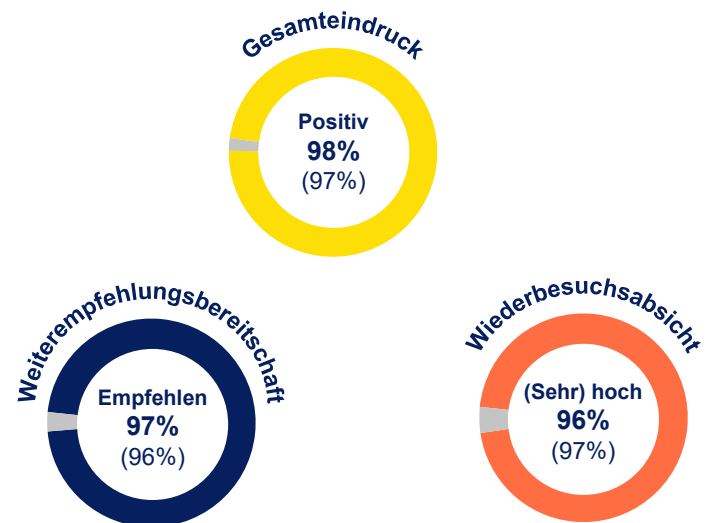 Gesamteindruck
Positiv
98%
(97%)
Weiterempfehlungsbereitschaft
Empfehlen
97%
(96%)
Wiederbesuchsabsicht
(Sehr) hoch
96%
(97%)